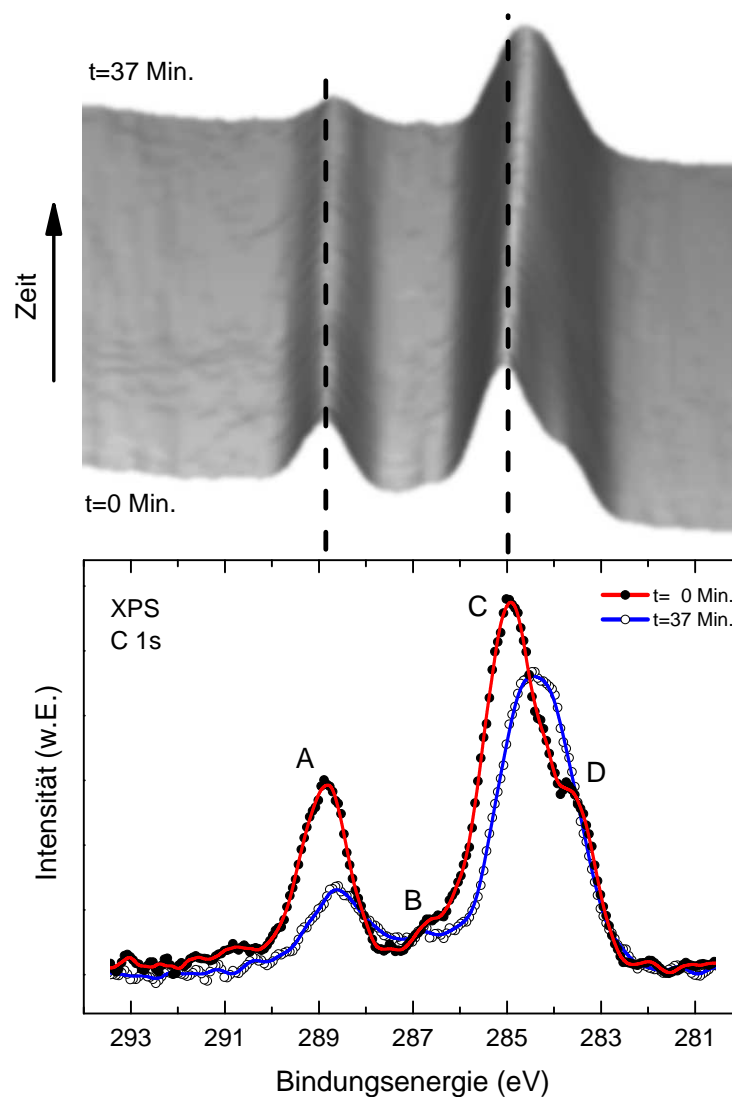 t=37 Min.
Zeit
t=0 Min.
XPS
C 1s
C
t= 0 Min.
t=37 Min.
A
D
B
Intensität (w.E.)
293 291 289 287 285 283 281
Bindungsenergie (eV)